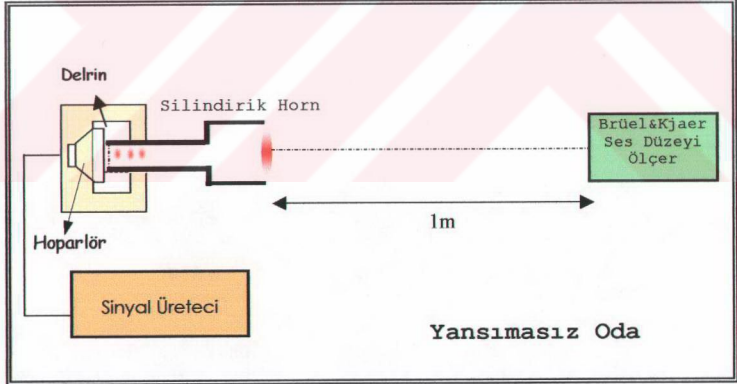 Delrin
Silindirik Horn
Brüel&Kjaer
Ses Düzeyi
Ölçer
1m
Hoparlör
Sinyal Üreteci
Yansımasız Oda